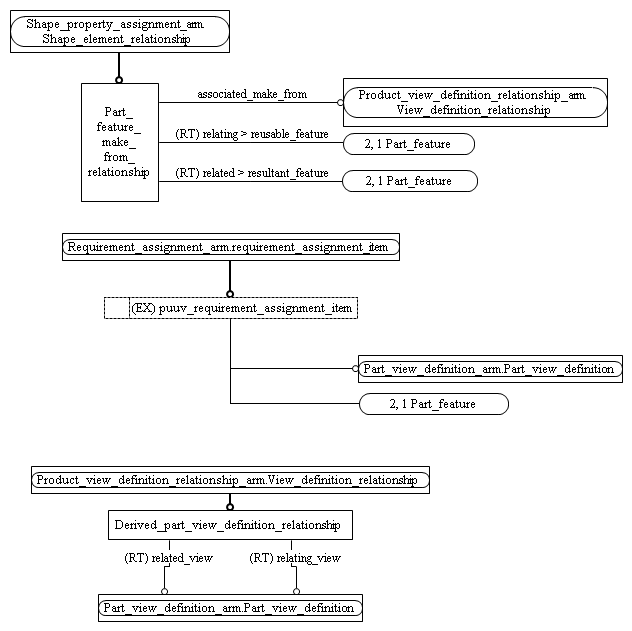 Shape_property_assignment_arm.
Shape_element_relationship
associated_make_from
Product_view_definition_relationship_arm.
View_definition_relationship
Part_
feature_
make_
from_
relationship
(RT) relating > reusable_feature
2, 1 Part_feature
(RT) related > resultant_feature
2, 1 Part_feature
Requirement_assignment_arm.requirement_assignment_item
(EX) puuv_requirement_assignment_item
Part_view_definition_arm.Part_view_definition
2, 1 Part_feature
Product_view_definition_relationship_arm.View_definition_relationship
Derived_part_view_definition_relationship
(RT) related_view
(RT) relating_view
Part_view_definition_arm.Part_view_definition